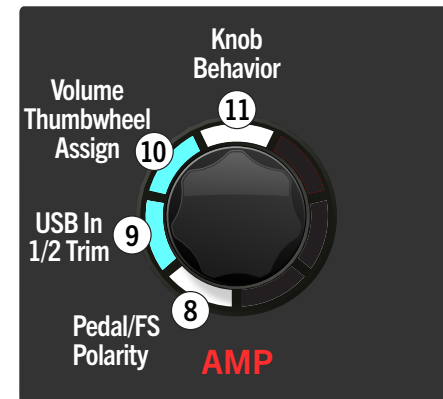 Knob
Behavior
11
Volume
Thumbwheel
Assign
10
USB In
1/2 Trim
9
8
Pedal/FS
Polarity
AMP